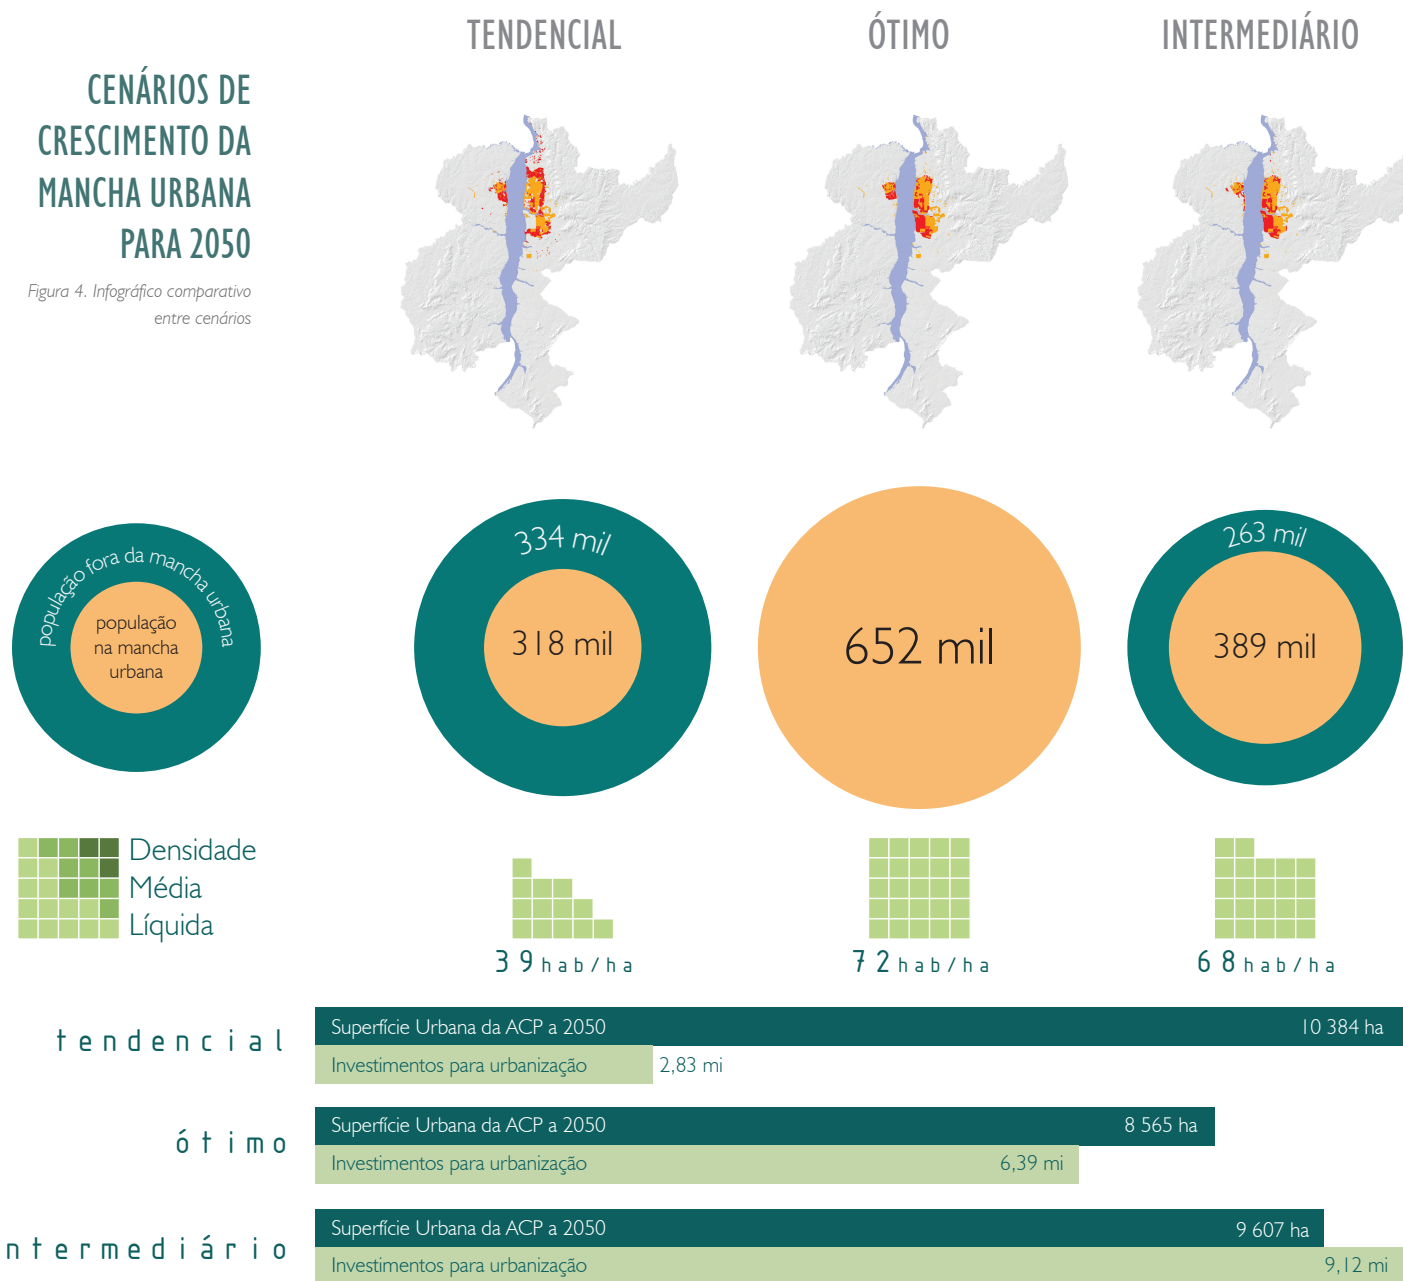 TENDENCIAL
ÓTIMO
INTERMEDIÁRIO
CENÁRIOS DE
CRESCIMENTO DA
MANCHA URBANA
PARA 2050
Figura 4. Infográfico comparativo
entre cenários
população fora da mancha urbana
população
na mancha
urbana
334 mil
318 mil
652 mil
263 mil
389 mil
Densidade
Média
Líquida
39 hab/ha
72 hab/ha
68 hab/ha
tendencial
Superfície Urbana da ACP a 2050
10 384 ha
Investimentos para urbanização
2,83 mi
ótimo
Superfície Urbana da ACP a 2050
8 565 ha
Investimentos para urbanização
6,39 mi
ntermediário
Superfície Urbana da ACP a 2050
9 607 ha
Investimentos para urbanização
9,12 mi